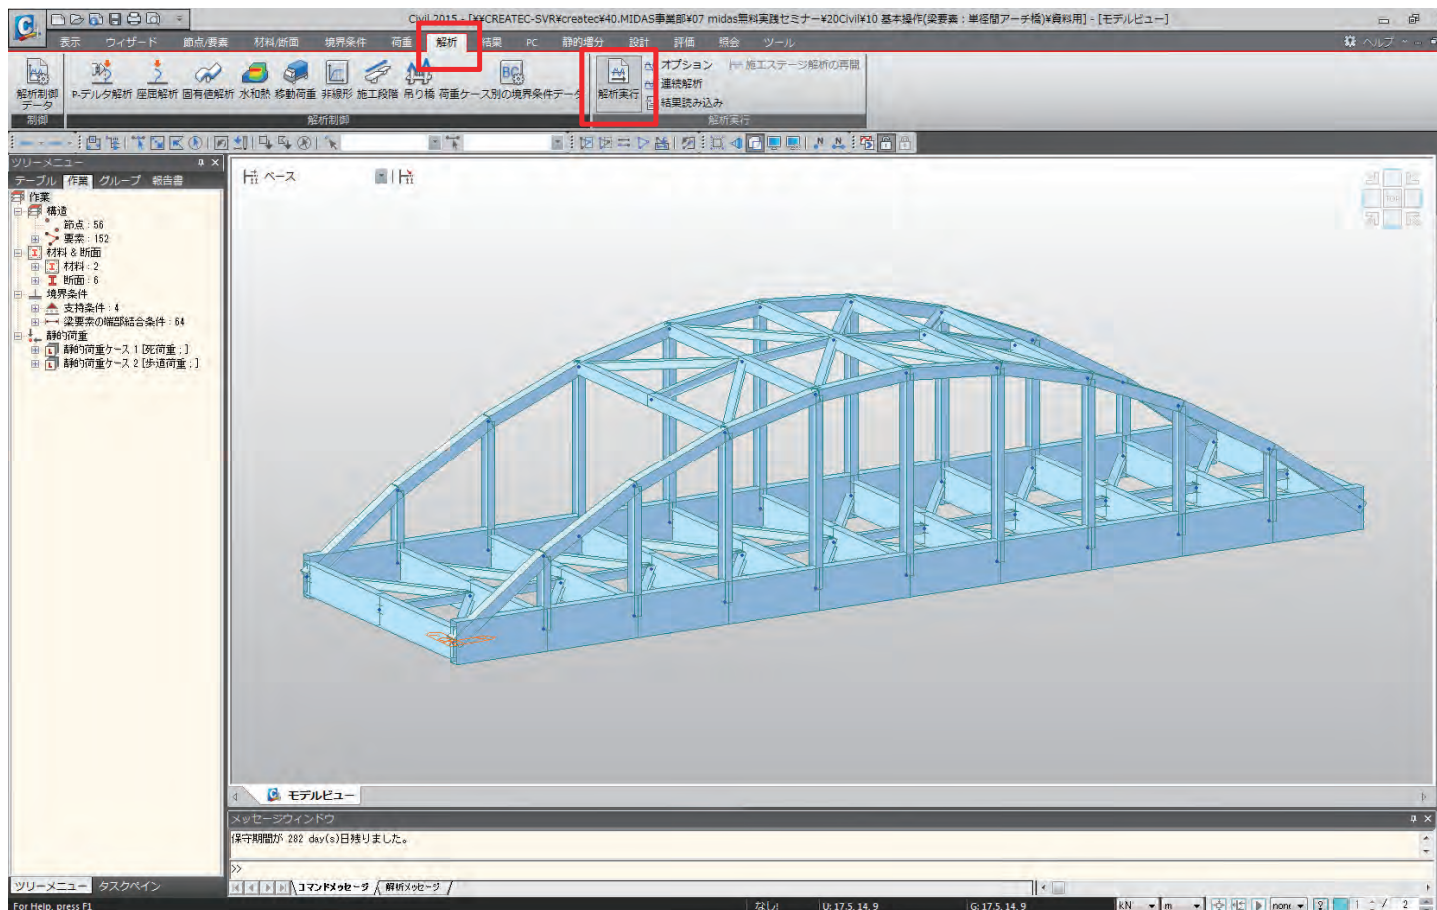 Civil 2015 - [¥¥CREATEC-SVR¥createc¥40.MIDAS事業部¥07 midas無料実践セミナー¥20Civil¥10 基本操作(梁要素：単径間アーチ橋)¥資料用] - [モデルビュー]
表示 ウィザード 節点/要素 材料/断面 境界条件 荷重 解析 結果 PC 静的増分 設計 評価 照会 ツール ヘルプ
解析制御データ P-デルタ解析 座屈解析 固有値解析 水和熱 移動荷重 非線形 施工段階 吊り橋 荷重ケース別の境界条件データ 解析実行 オプション 施工ステージ解析の再開
連続解析
結果読み込み
制御 解析制御 解析実行
ツリーメニュー
テーブル 作業 グループ 報告書
ベース
作業
構造
節点 : 56
要素 : 152
材料 & 断面
材料 : 2
断面 : 6
境界条件
支持条件 : 4
梁要素の端部結合条件 : 64
静的荷重
静的荷重ケース 1 [死荷重 ; ]
静的荷重ケース 2 [歩道荷重 ; ]
モデルビュー
メッセージウィンドウ
保守期間が 282 day(s)日残りました。
>>
ツリーメニュー タスクペイン コマンドメッセージ 解析メッセージ
For Help, press F1 なし! U: 17.5, 14, 9 G: 17.5, 14, 9 kN m none 1 / 2